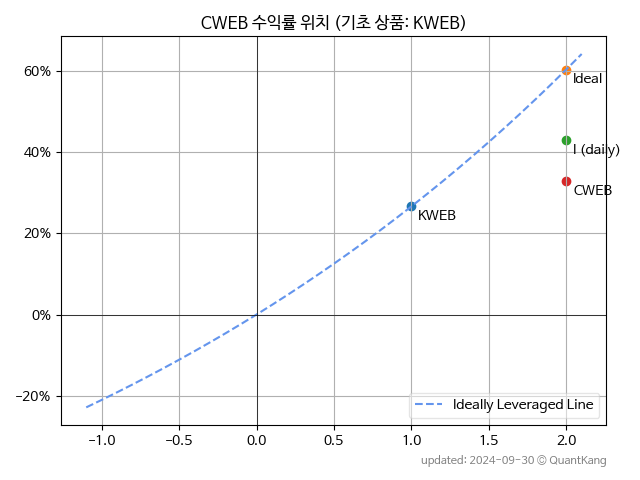 CWEB 수익률 위치 (기초 상품: KWEB)
60%
40%
20%
0%
−20%
Ideal
I (daily)
CWEB
KWEB
Ideally Leveraged Line
−1.0 −0.5 0.0 0.5 1.0 1.5 2.0
updated: 2024-09-30 © QuantKang